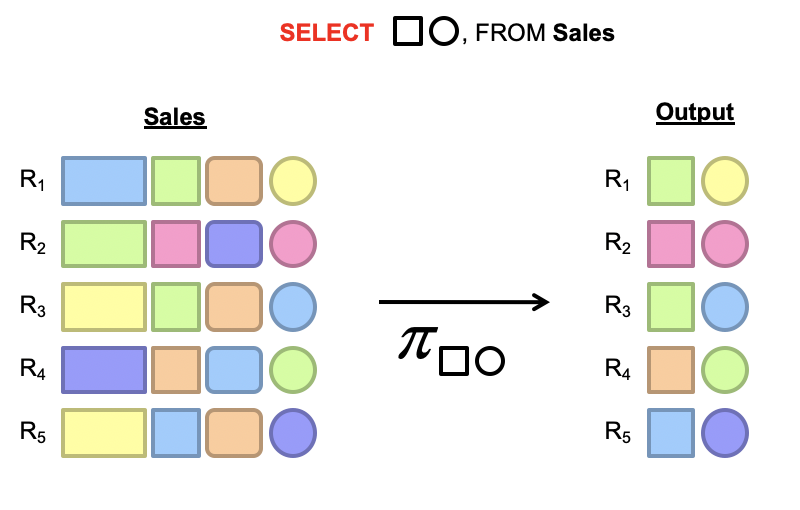 SELECT □○, FROM Sales
Sales
Output
R1
R1
R2
R2
R3
R3
π□○
R4
R4
R5
R5